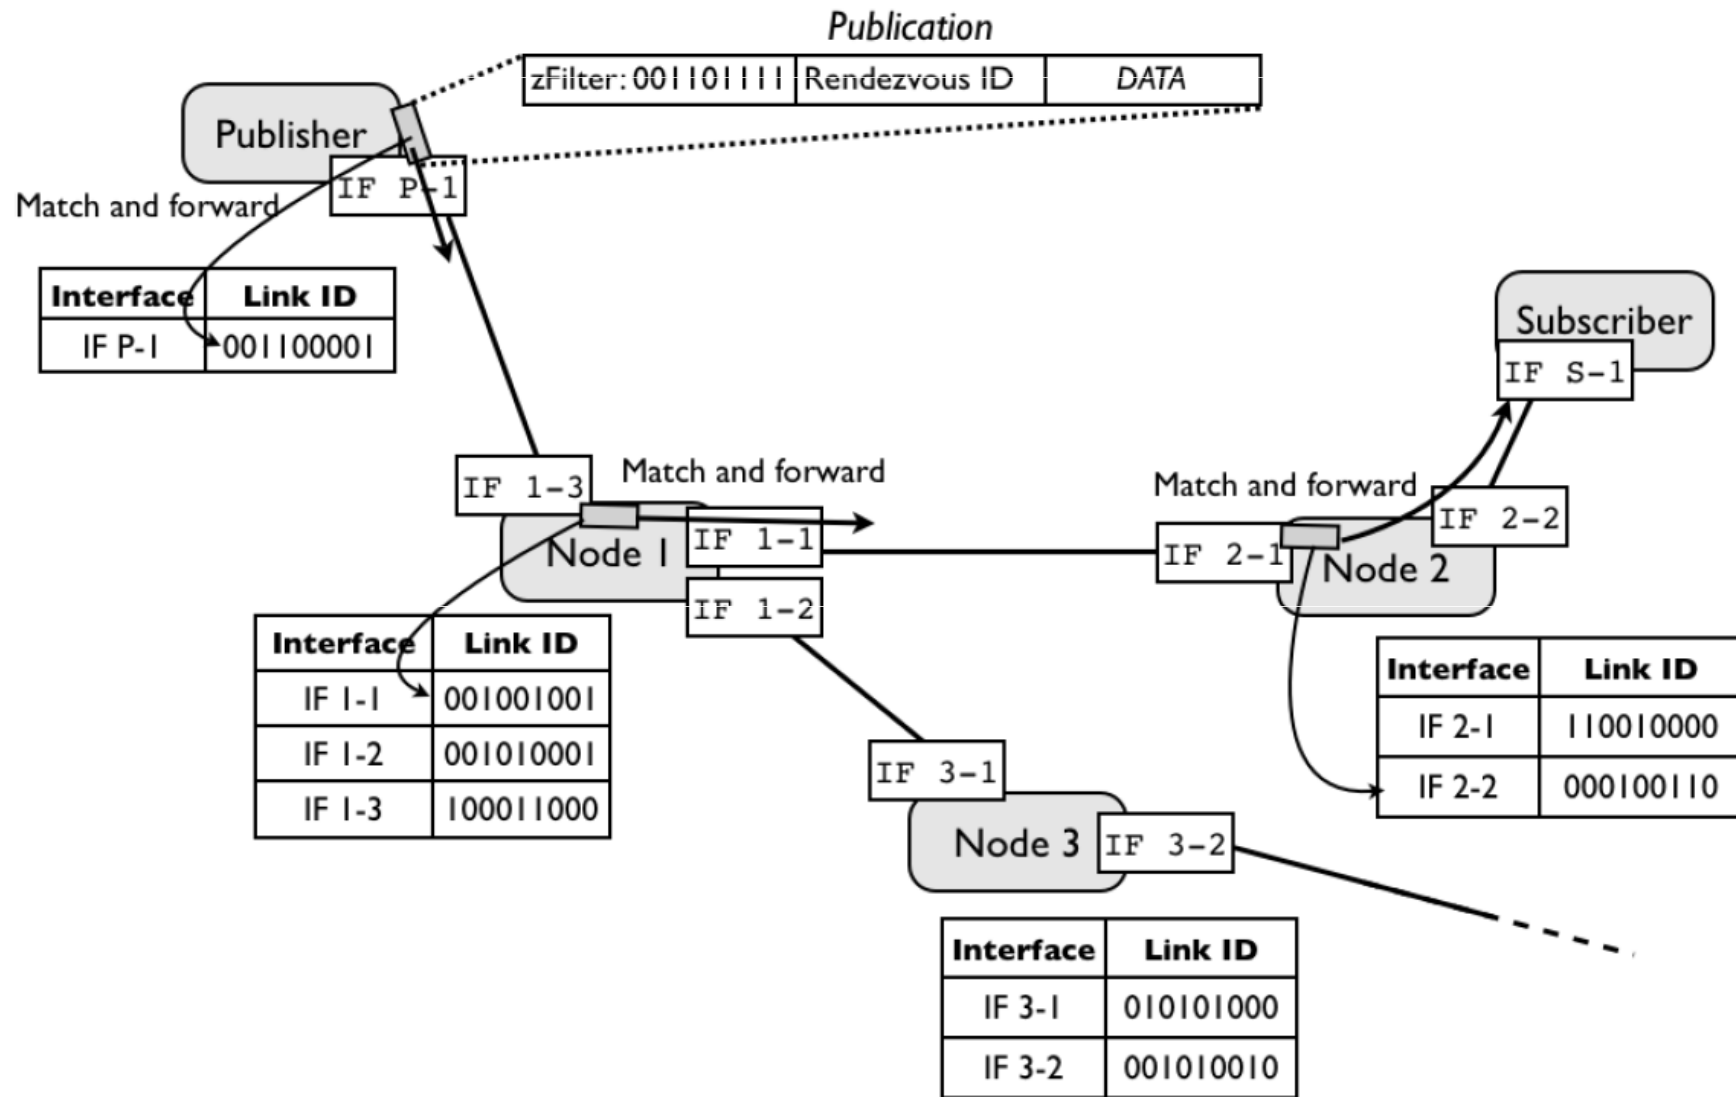 Publication
zFilter: 001101111 Rendezvous ID DATA
Publisher
IF P-1
Match and forward
Interface Link ID
IF P-1 001100001
Subscriber
IF S-1
IF 1-3
Match and forward
Node 1
IF 1-1
IF 1-2
Match and forward
IF 2-1
Node 2
IF 2-2
Interface Link ID
IF 1-1 001001001
IF 1-2 001010001
IF 1-3 100011000
Interface Link ID
IF 2-1 110010000
IF 2-2 000100110
IF 3-1
Node 3
IF 3-2
Interface Link ID
IF 3-1 010101000
IF 3-2 001010010